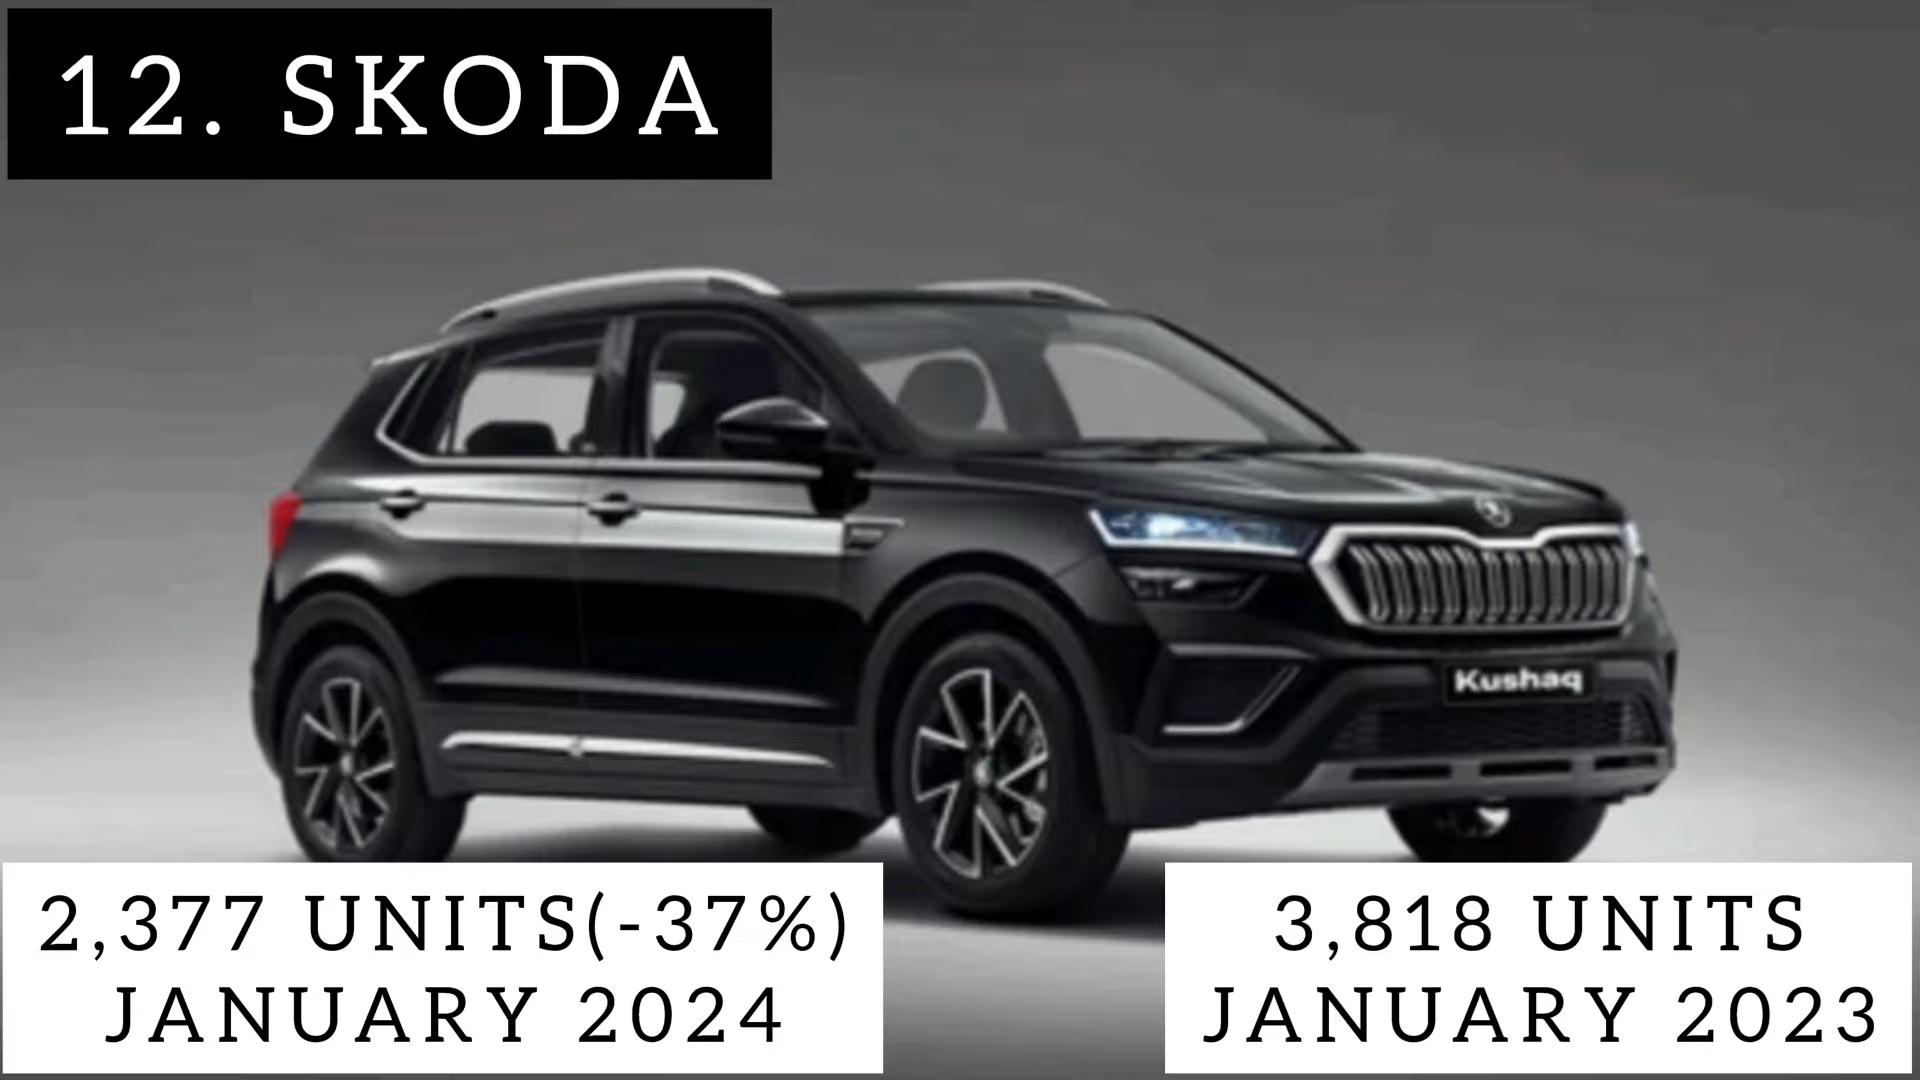 12. SKODA
Kushaq
2,377 UNITS(-37%)
JANUARY 2024
3,818 UNITS
JANUARY 2023